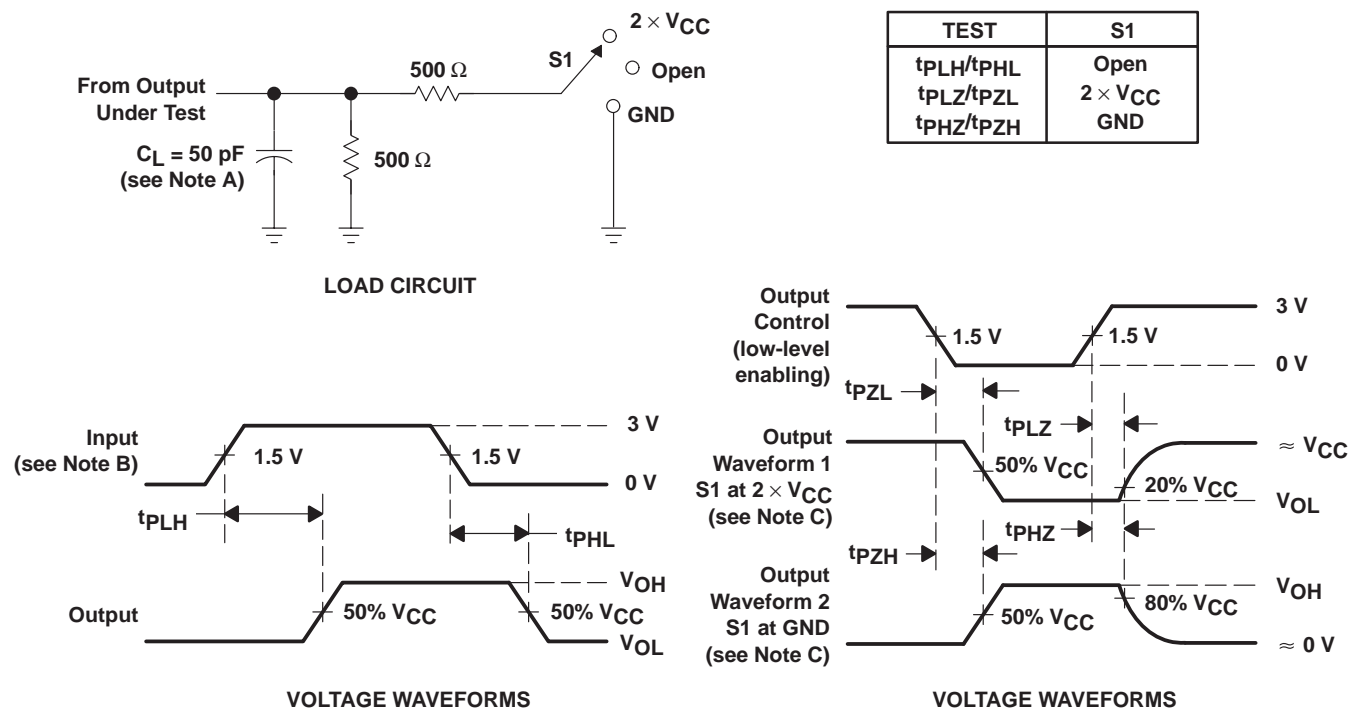 2 × VCC
S1
500 Ω
Open
From Output
Under Test
GND
CL = 50 pF
(see Note A)
500 Ω
LOAD CIRCUIT
TEST S1
tPLH/tPHL Open
tPLZ/tPZL 2 × VCC
tPHZ/tPZH GND
Input
(see Note B)
3 V
1.5 V
1.5 V
0 V
tPLH
tPHL
Output
VOH
50% VCC
50% VCC
VOL
VOLTAGE WAVEFORMS
Output
Control
(low-level
enabling)
3 V
1.5 V
1.5 V
0 V
tPZL
tPLZ
Output
Waveform 1
S1 at 2 × VCC
(see Note C)
≈ VCC
50% VCC
20% VCC
VOL
tPHZ
tPZH
Output
Waveform 2
S1 at GND
(see Note C)
VOH
50% VCC
80% VCC
≈ 0 V
VOLTAGE WAVEFORMS